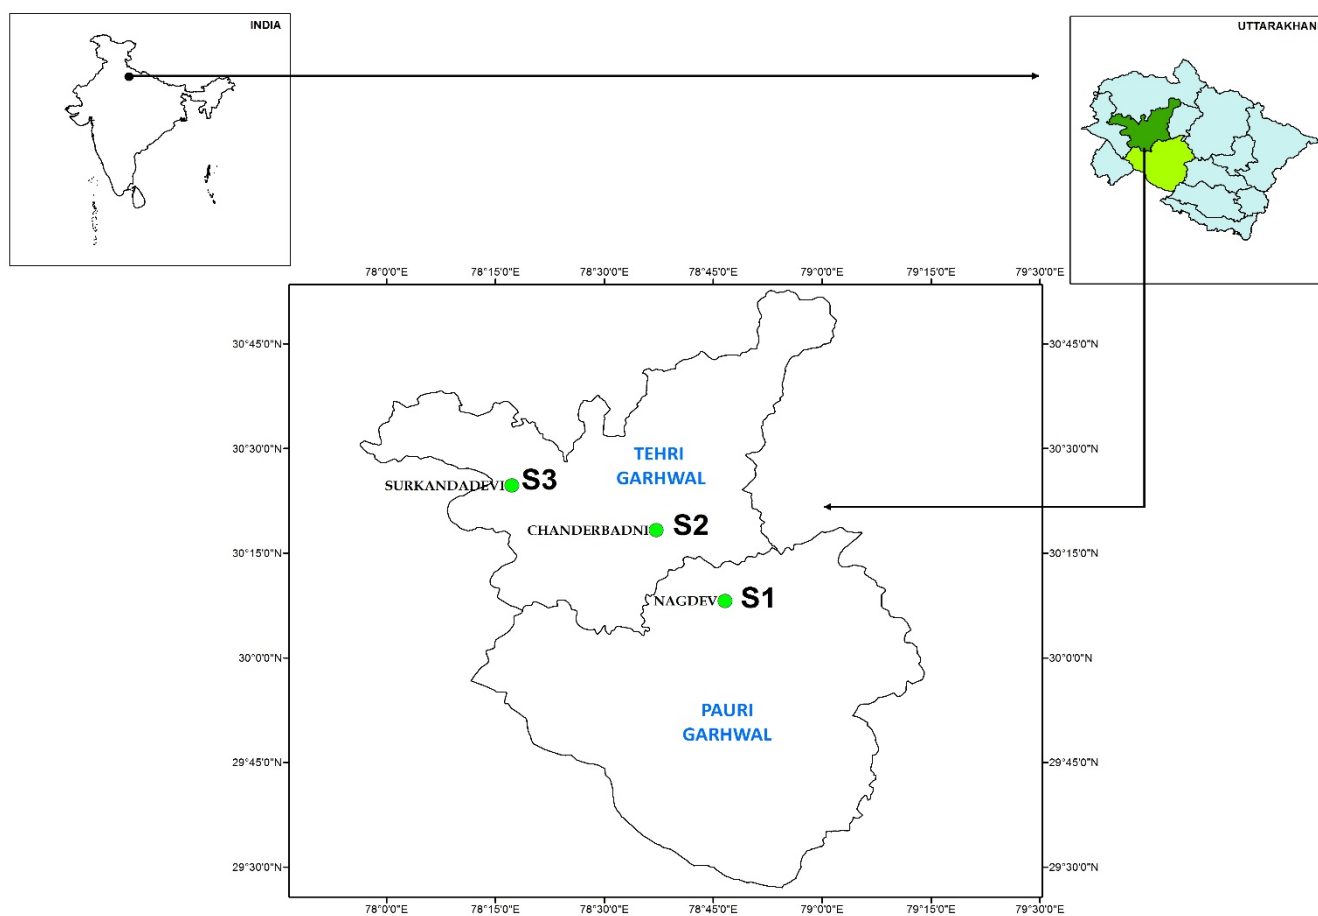 INDIA
UTTARAKHAND
78°0'0"E 78°15'0"E 78°30'0"E 78°45'0"E 79°0'0"E 79°15'0"E 79°30'0"E
30°45'0"N 30°45'0"N
30°30'0"N 30°30'0"N
TEHRI
GARHWAL
SURKANDADEVI S3
CHANDERBADNI S2
30°15'0"N 30°15'0"N
NAGDEV S1
30°0'0"N 30°0'0"N
PAURI
GARHWAL
29°45'0"N 29°45'0"N
29°30'0"N 29°30'0"N
78°0'0"E 78°15'0"E 78°30'0"E 78°45'0"E 79°0'0"E 79°15'0"E 79°30'0"E